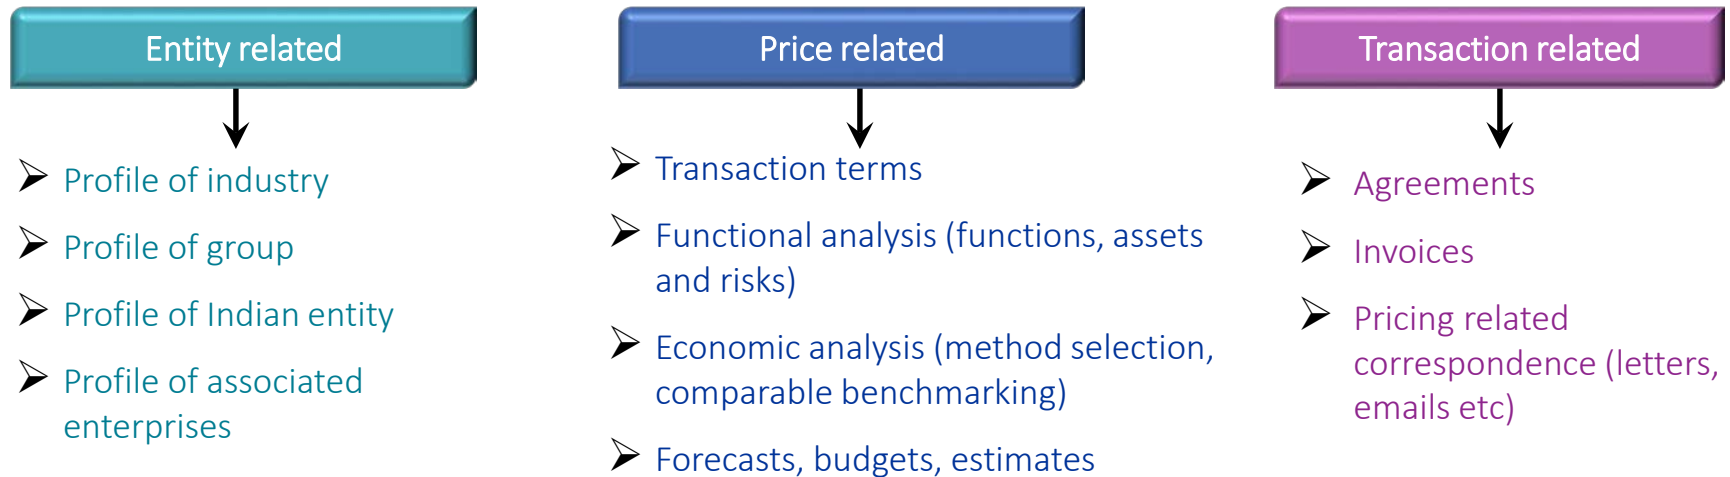 Entity related
Profile of industry
Profile of group
Profile of Indian entity
Profile of associated
enterprises
Price related
Transaction terms
Functional analysis (functions, assets
and risks)
Economic analysis (method selection,
comparable benchmarking)
Forecasts, budgets, estimates
Transaction related
Agreements
Invoices
Pricing related
correspondence (letters,
emails etc)